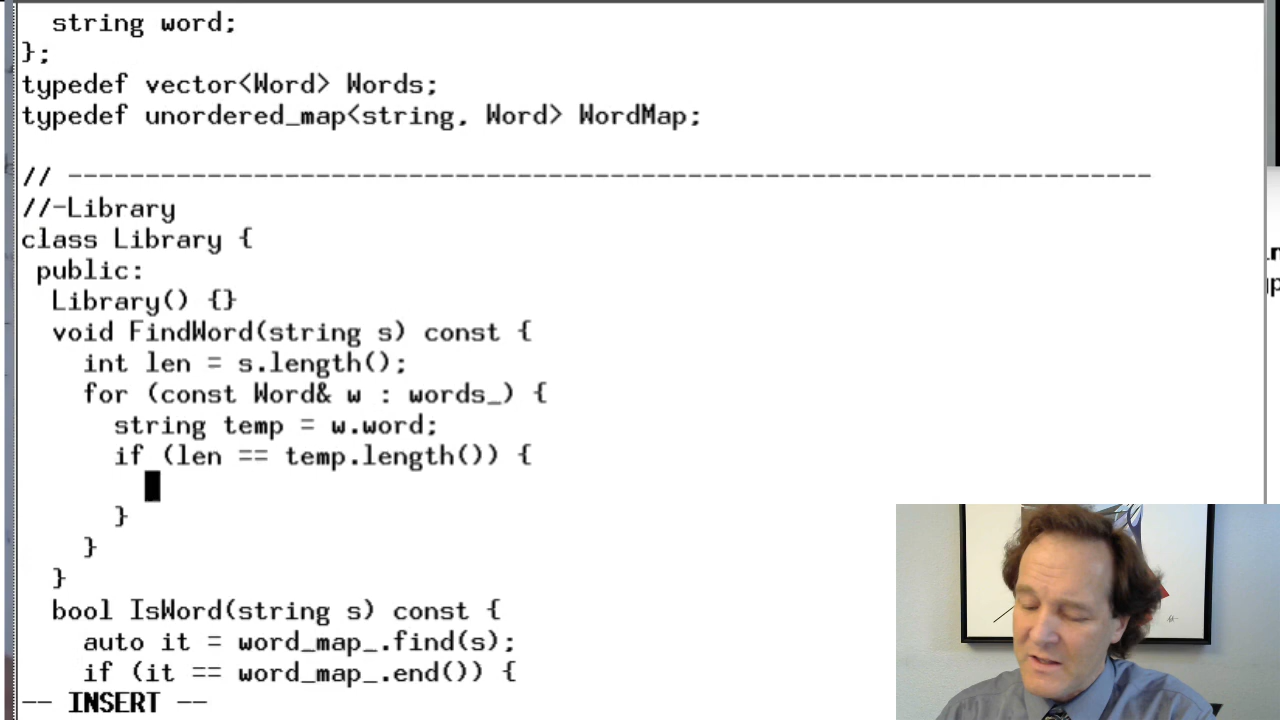 string word;
};
typedef vector<Word> Words;
typedef unordered_map<string, Word> WordMap;
// ----------------------------------------------------------------------
//-Library
class Library {
 public:
  Library() {}
  void FindWord(string s) const {
    int len = s.length();
    for (const Word& w : words_) {
      string temp = w.word;
      if (len == temp.length()) {
      }
    }
  }
  bool IsWord(string s) const {
    auto it = word_map_.find(s);
    if (it == word_map_.end()) {
-- INSERT --